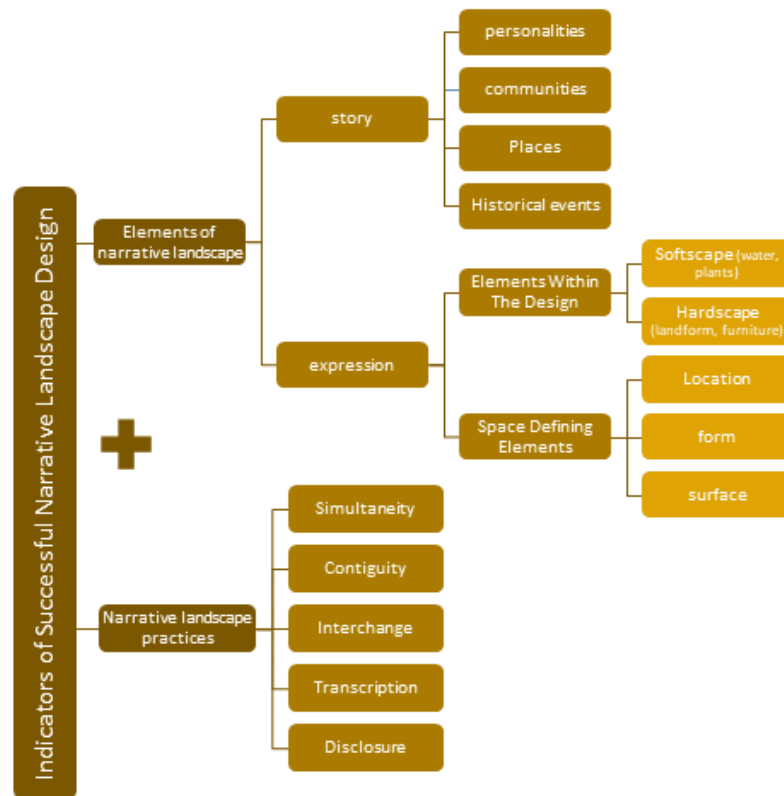 Indicators of Successful Narrative Landscape Design
Elements of
narrative landscape
story
personalities
communities
Places
Historical events
expression
Elements Within
The Design
Softscape (water,
plants)
Hardscape
(landform, furniture)
Space Defining
Elements
Location
form
surface
Narrative landscape
practices
Simultaneity
Contiguity
Interchange
Transcription
Disclosure